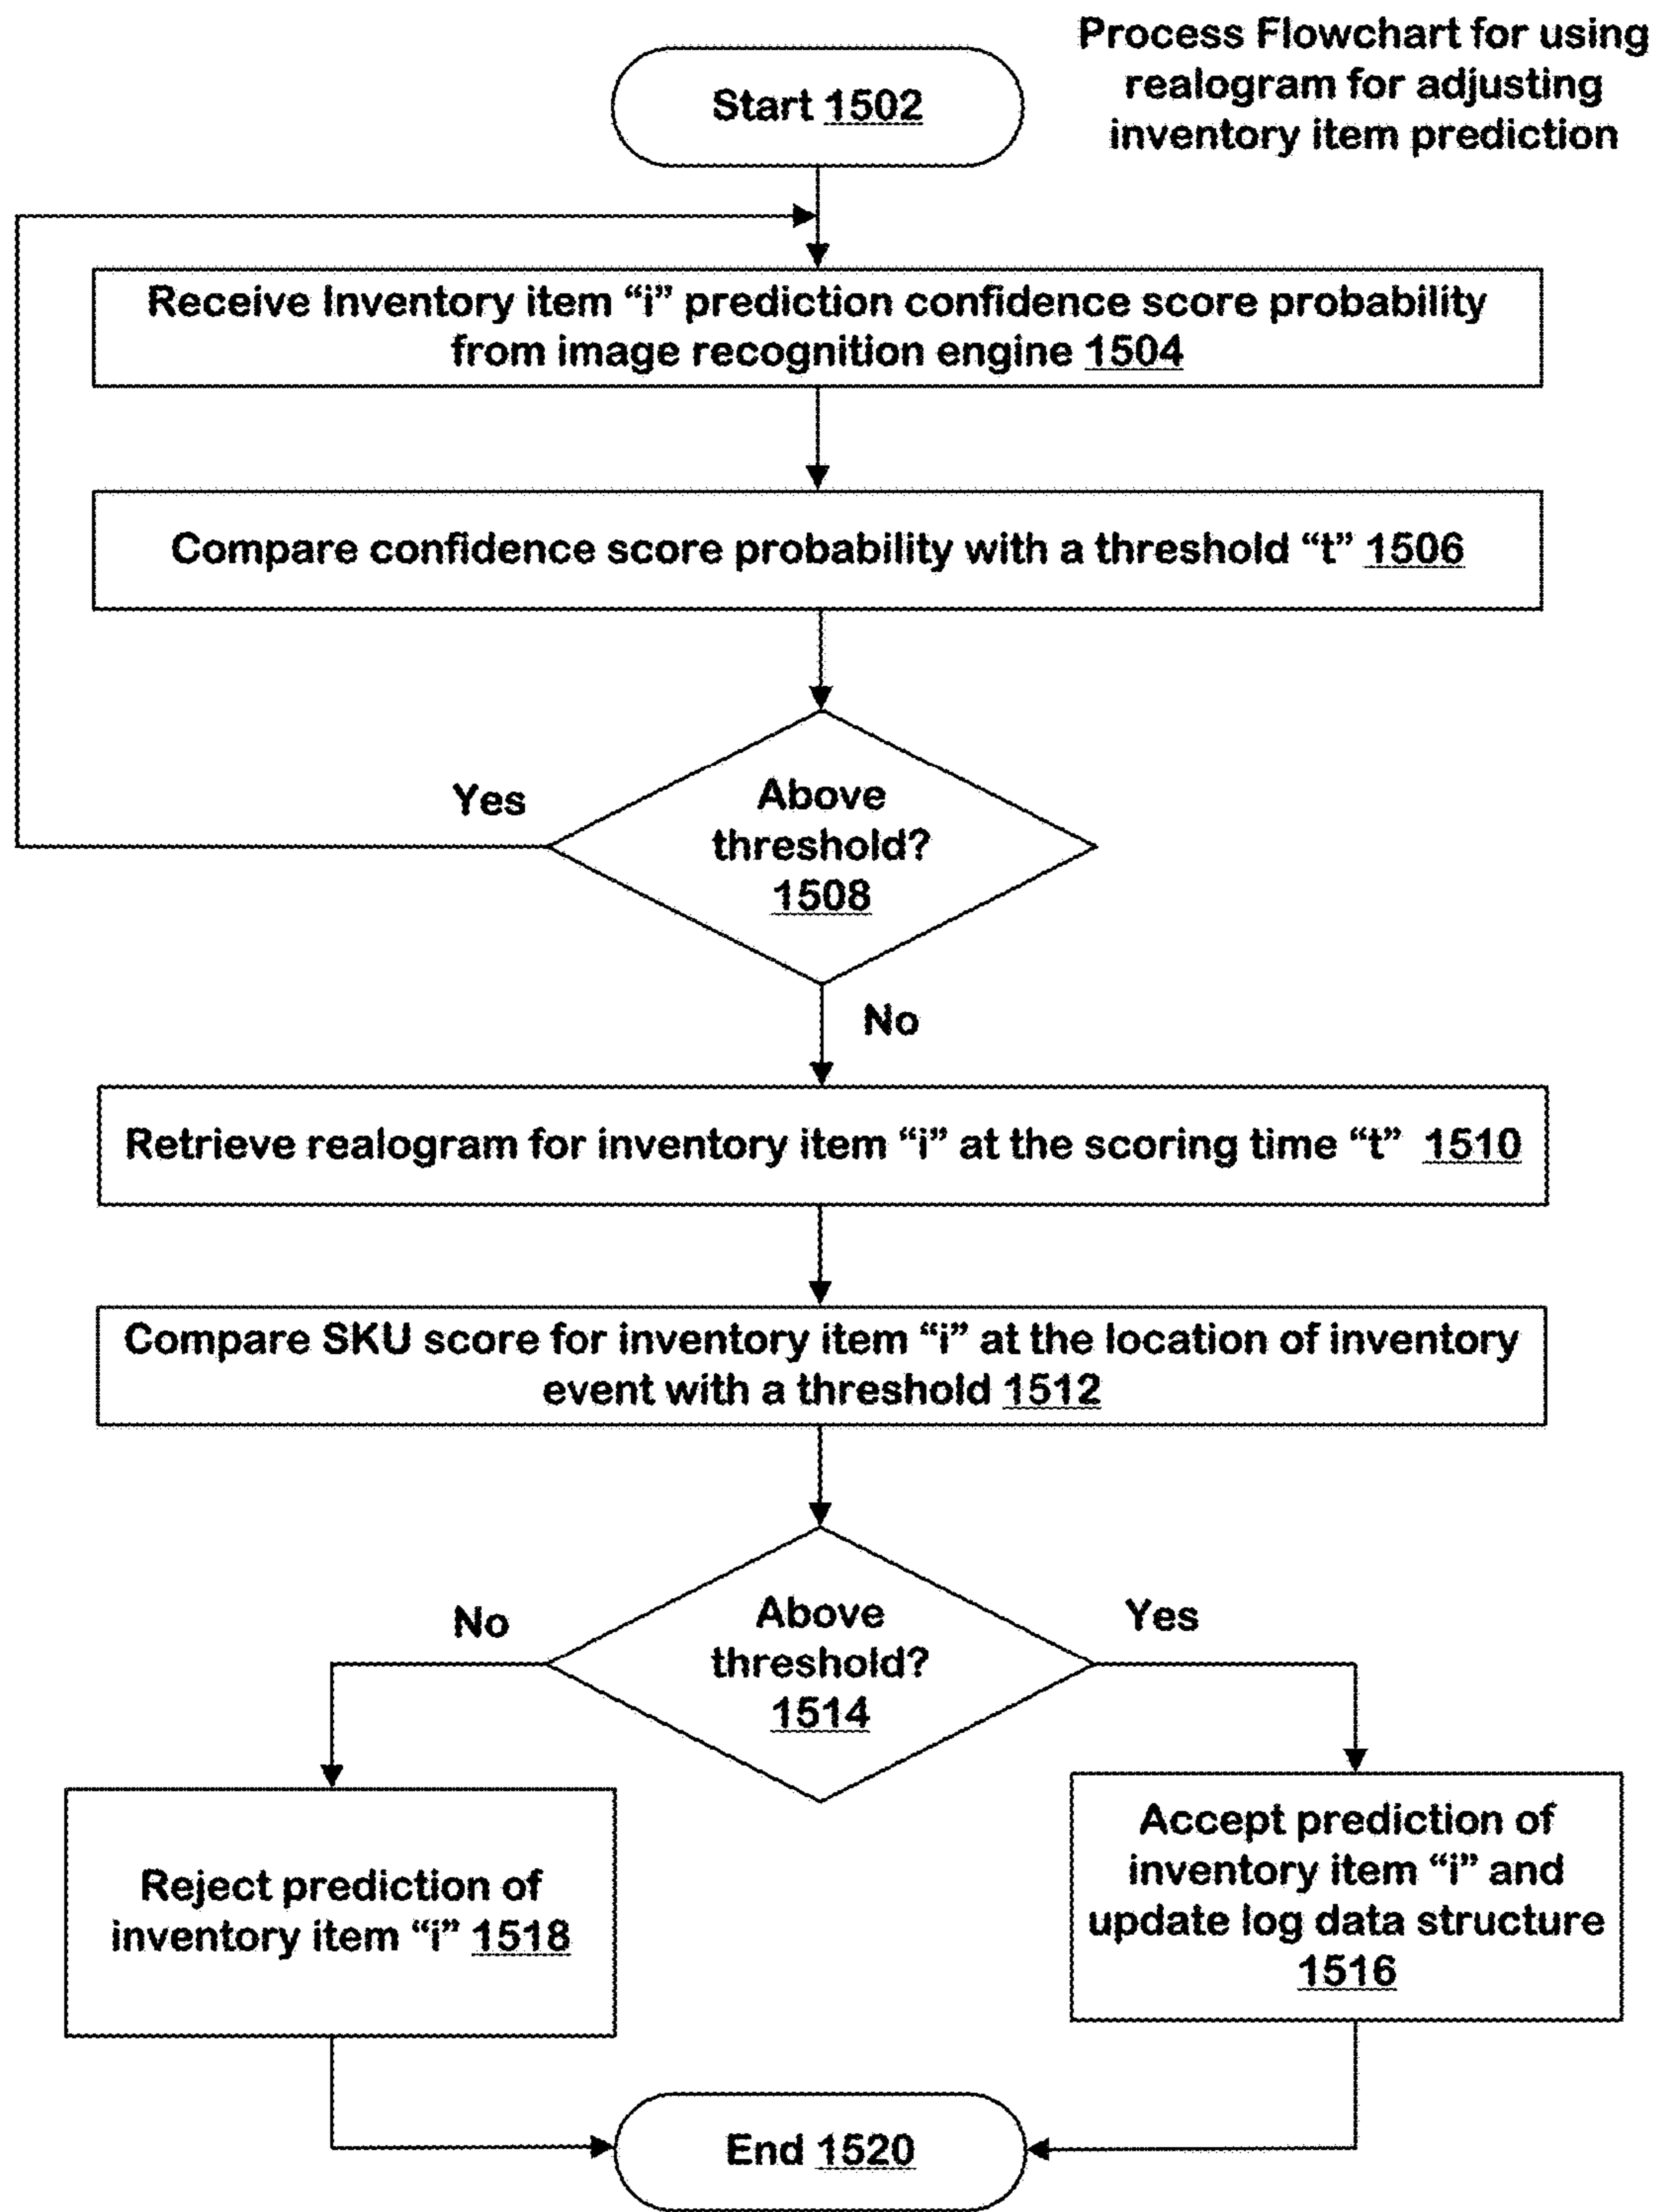 Process Flowchart for using
realogram for adjusting
inventory item prediction
Start 1502
Receive Inventory item “i” prediction confidence score probability
from image recognition engine 1504
Compare confidence score probability with a threshold “t” 1506
Above
threshold?
1508
Yes
No
Retrieve realogram for inventory item “i” at the scoring time “t” 1510
Compare SKU score for inventory item “i” at the location of inventory
event with a threshold 1512
Above
threshold?
1514
No
Yes
Reject prediction of
inventory item “i” 1518
Accept prediction of
inventory item “i” and
update log data structure
1516
End 1520